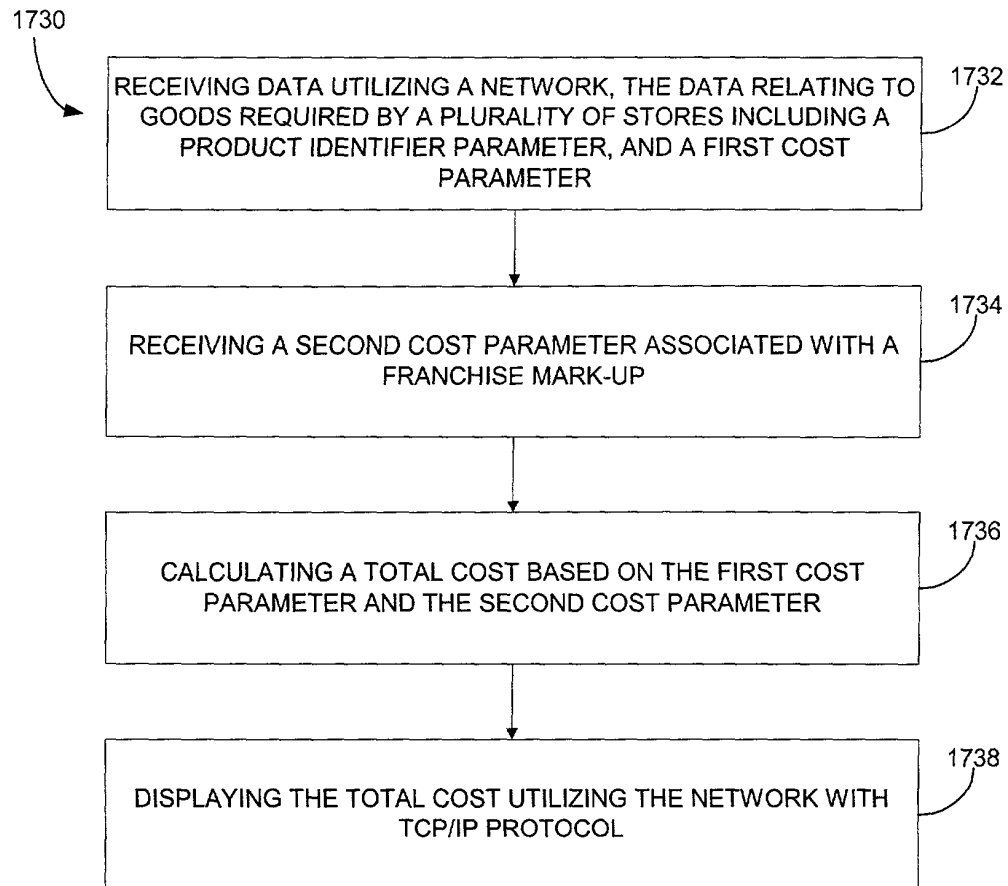 1730
RECEIVING DATA UTILIZING A NETWORK, THE DATA RELATING TO
GOODS REQUIRED BY A PLURALITY OF STORES INCLUDING A
PRODUCT IDENTIFIER PARAMETER, AND A FIRST COST
PARAMETER
1732
RECEIVING A SECOND COST PARAMETER ASSOCIATED WITH A
FRANCHISE MARK-UP
1734
CALCULATING A TOTAL COST BASED ON THE FIRST COST
PARAMETER AND THE SECOND COST PARAMETER
1736
DISPLAYING THE TOTAL COST UTILIZING THE NETWORK WITH
TCP/IP PROTOCOL
1738